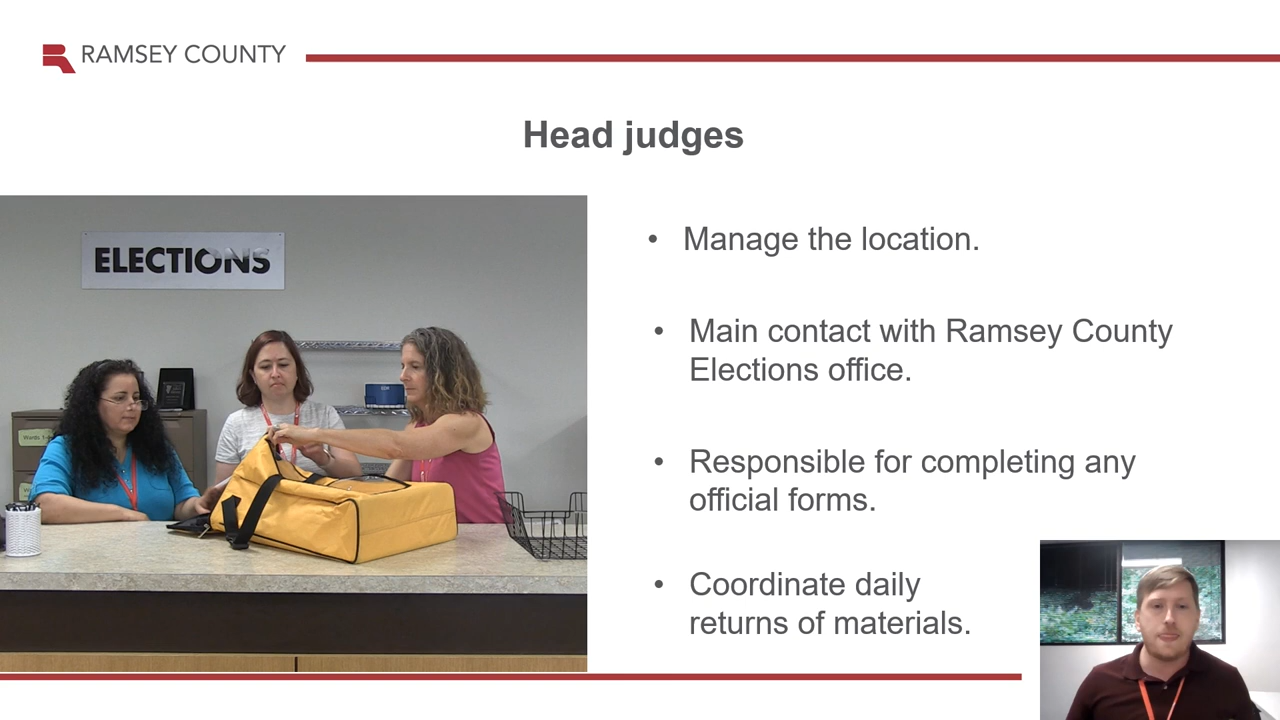 RAMSEY COUNTY
Head judges
ELECTIONS
• Manage the location.
• Main contact with Ramsey County
Elections office.
• Responsible for completing any
official forms.
• Coordinate daily
returns of materials.